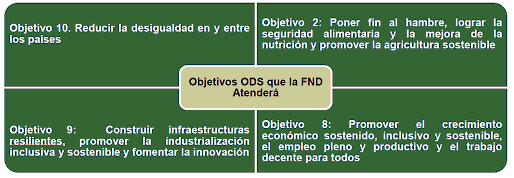 Objetivo 10. Reducir la desigualdad en y entre
los países
Objetivo 2: Poner fin al hambre, lograr la
seguridad alimentaria y la mejora de la
nutrición y promover la agricultura sostenible
Objetivos ODS que la FND
Atenderá
Objetivo 9: Construir infraestructuras
resilientes, promover la industrialización
inclusiva y sostenible y fomentar la innovación
Objetivo 8: Promover el crecimiento
económico sostenido, inclusivo y sostenible,
el empleo pleno y productivo y el trabajo
decente para todos